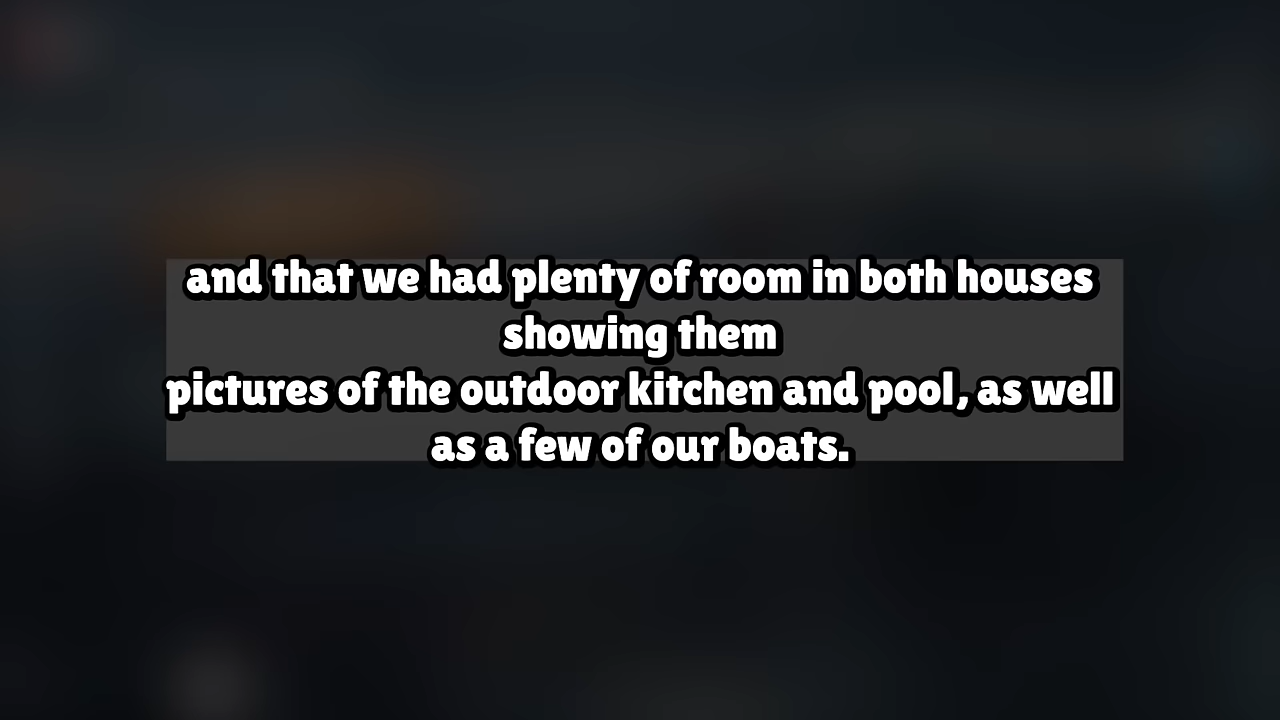 and that we had plenty of room in both houses
showing them
pictures of the outdoor kitchen and pool, as well
as a few of our boats.